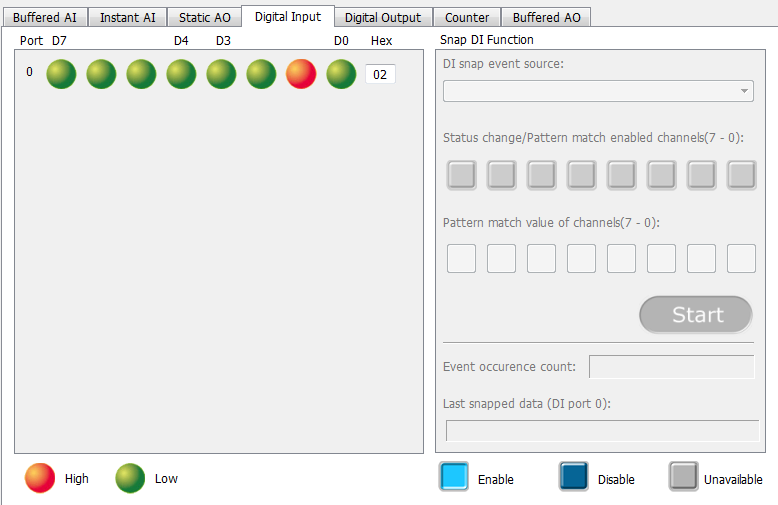 Buffered AI Instant AI Static AO Digital Input Digital Output Counter Buffered AO
Port D7 D4 D3 D0 Hex
0 02
Snap DI Function
DI snap event source:
Status change/Pattern match enabled channels(7 - 0):
Pattern match value of channels(7 - 0):
Start
Event occurence count:
Last snapped data (DI port 0):
High Low
Enable Disable Unavailable